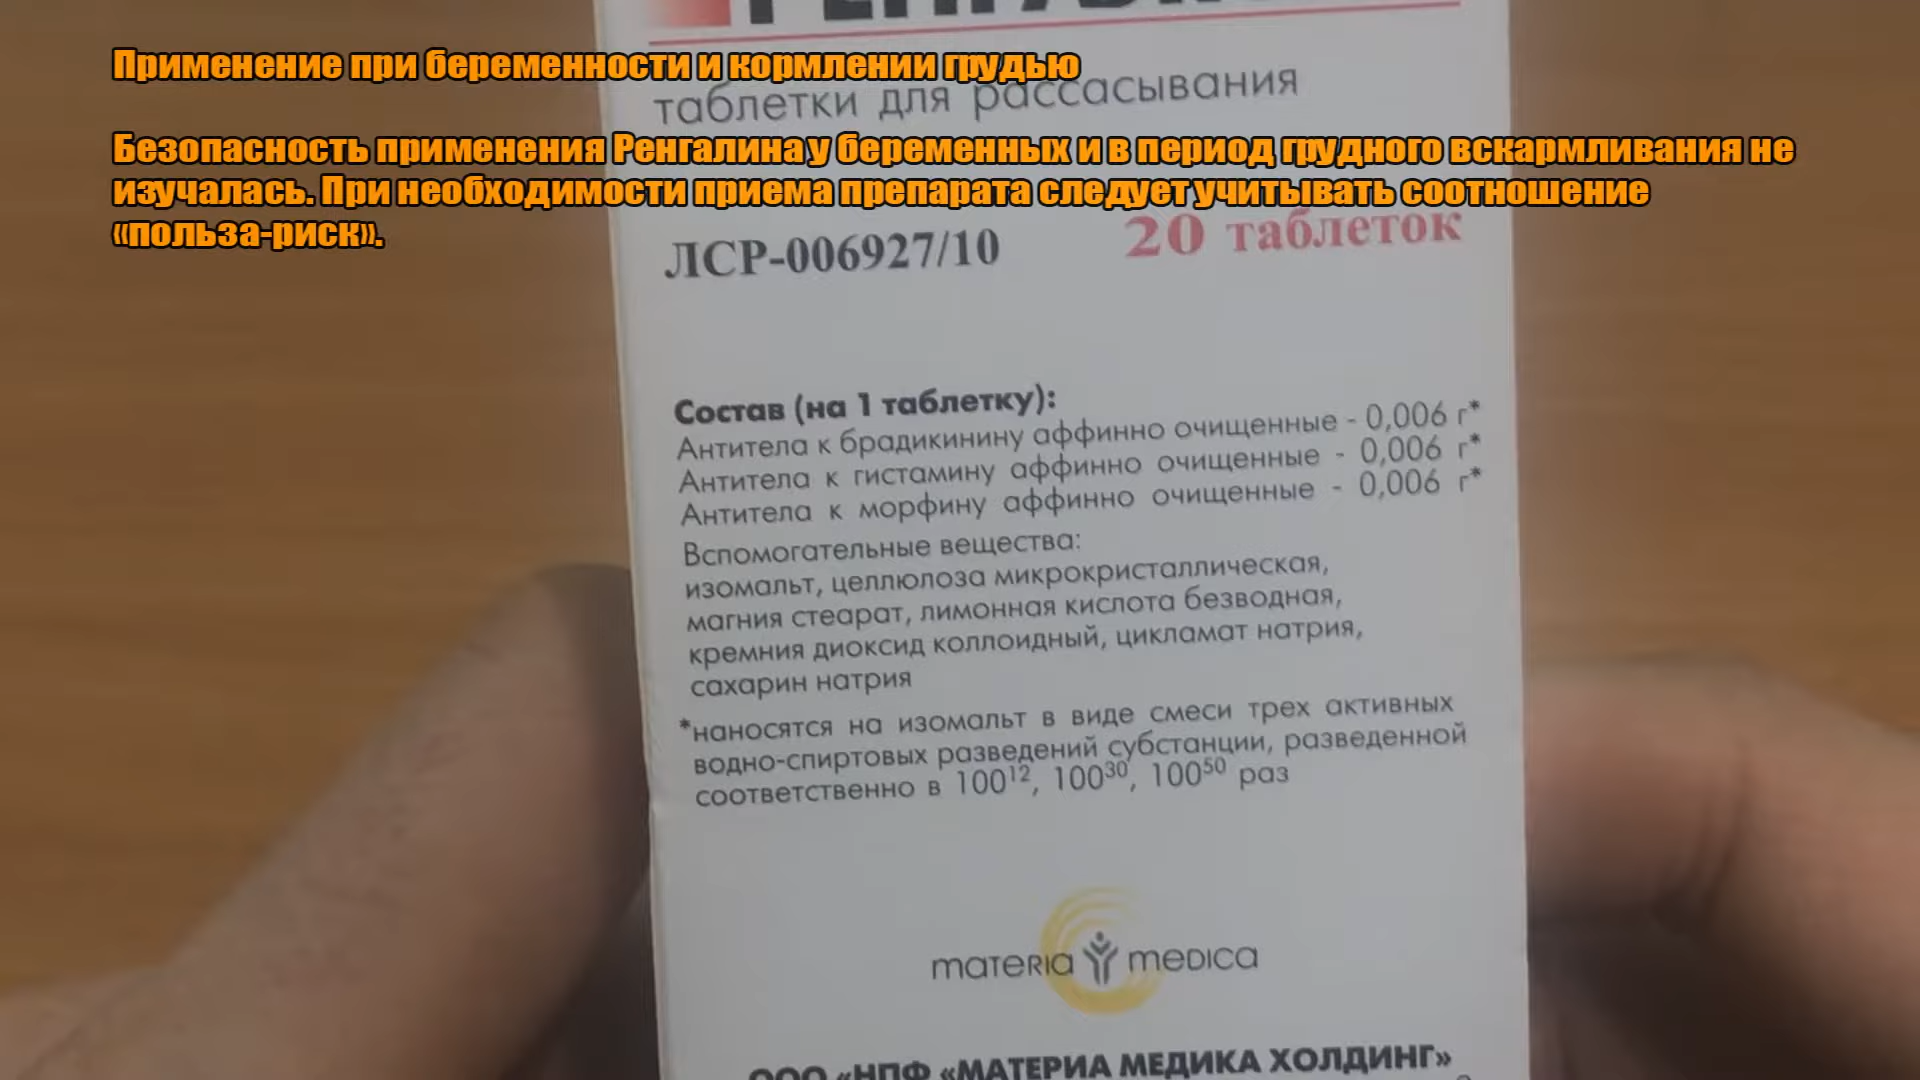 Применение при беременности и кормлении грудью
таблетки для рассасывания
Безопасность применения Ренгалина у беременных и в период грудного вскармливания не
изучалась. При необходимости приема препарата следует учитывать соотношение
«польза-риск».
ЛСР-006927/10 20 таблеток
Состав (на 1 таблетку):
Антитела к брадикинину аффинно очищенные - 0,006 г*
Антитела к гистамину аффинно очищенные - 0,006 г*
Антитела к морфину аффинно очищенные - 0,006 г*
Вспомогательные вещества:
изомальт, целлюлоза микрокристаллическая,
магния стеарат, лимонная кислота безводная,
кремния диоксид коллоидный, цикламат натрия,
сахарин натрия
*наносятся на изомальт в виде смеси трех активных
водно-спиртовых разведений субстанции, разведенной
соответственно в 100¹², 100³⁰, 100⁵⁰ раз
materia medica
ООО «НПФ «МАТЕРИА МЕДИКА ХОЛДИНГ»